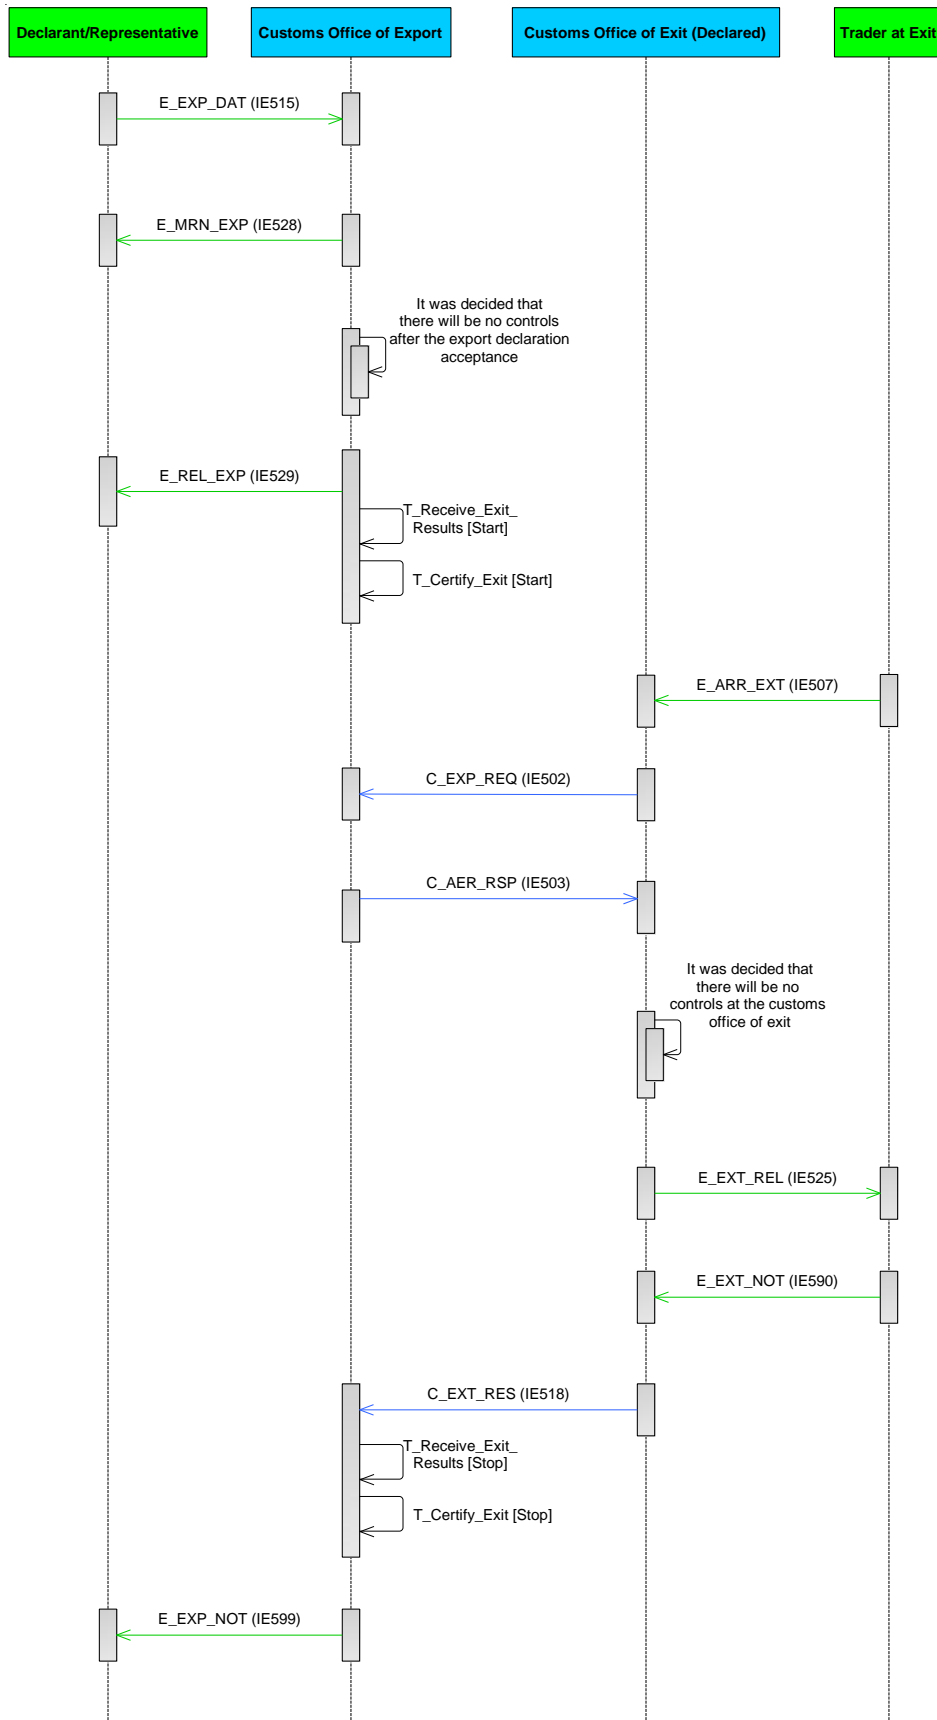 Declarant/Representative
Customs Office of Export
Customs Office of Exit (Declared)
Trader at Exit
E_EXP_DAT (IE515)
E_MRN_EXP (IE528)
It was decided that
there will be no controls
after the export declaration
acceptance
E_REL_EXP (IE529)
T_Receive_Exit_
Results [Start]
T_Certify_Exit [Start]
E_ARR_EXT (IE507)
C_EXP_REQ (IE502)
C_AER_RSP (IE503)
It was decided that
there will be no
controls at the customs
office of exit
E_EXT_REL (IE525)
E_EXT_NOT (IE590)
C_EXT_RES (IE518)
T_Receive_Exit_
Results [Stop]
T_Certify_Exit [Stop]
E_EXP_NOT (IE599)